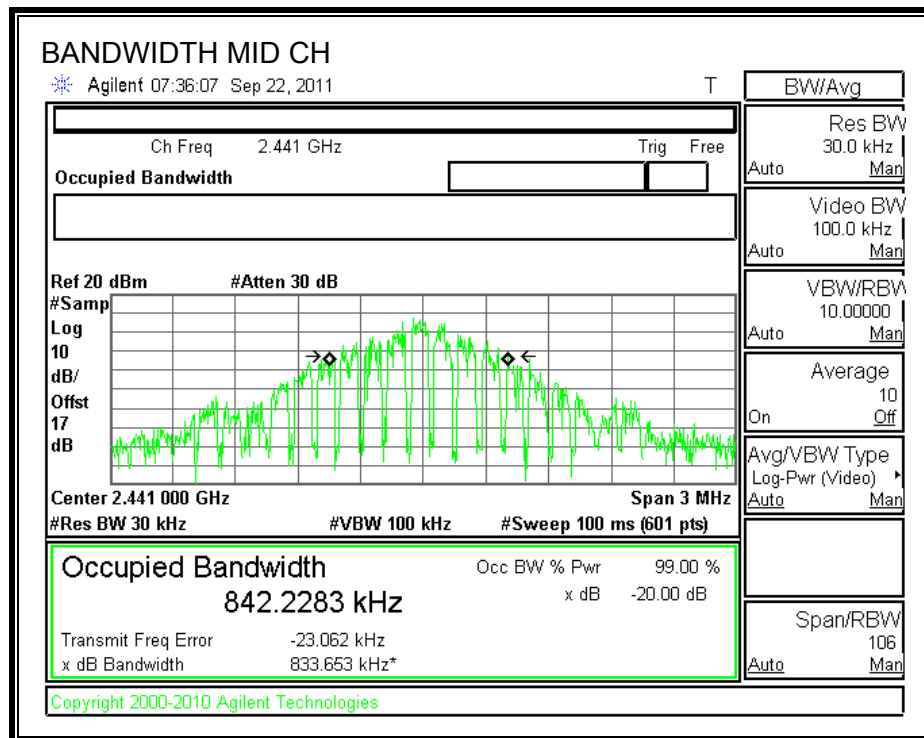 BANDWIDTH MID CH
Agilent 07:36:07 Sep 22, 2011 T
Ch Freq 2.441 GHz Trig Free
Occupied Bandwidth
Ref 20 dBm #Atten 30 dB
#Samp
Log
10
dB/
Offst
17
dB
Center 2.441 000 GHz Span 3 MHz
#Res BW 30 kHz #VBW 100 kHz #Sweep 100 ms (601 pts)
Occupied Bandwidth
842.2283 kHz
Occ BW % Pwr 99.00 %
x dB -20.00 dB
Transmit Freq Error -23.062 kHz
x dB Bandwidth 833.653 kHz*
Copyright 2000-2010 Agilent Technologies
BW/Avg
Res BW
30.0 kHz
Auto Man
Video BW
100.0 kHz
Auto Man
VBW/RBW
10.00000
Auto Man
Average
10
On Off
Avg/VBW Type
Log-Pwr (Video)
Auto Man
Span/RBW
106
Auto Man